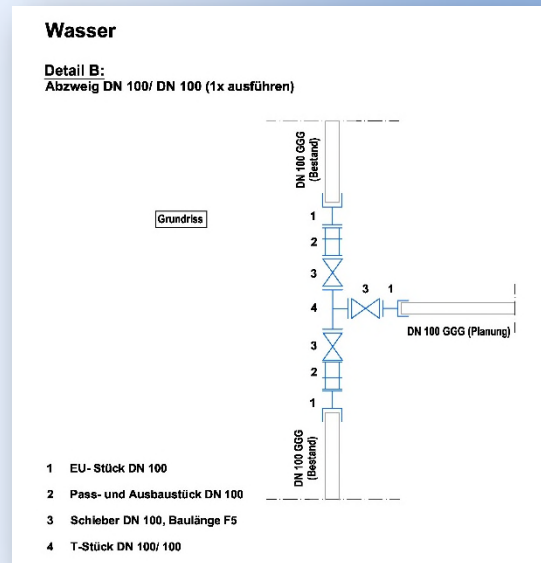 Wasser
Detail B:
Abzweig DN 100/ DN 100 (1x ausführen)
DN 100 GGG
(Bestand)
Grundriss
1
2
3
3 1
4
DN 100 GGG (Planung)
3
2
1
DN 100 GGG
(Bestand)
1 EU- Stück DN 100
2 Pass- und Ausbaustück DN 100
3 Schieber DN 100, Baulänge F5
4 T-Stück DN 100/ 100